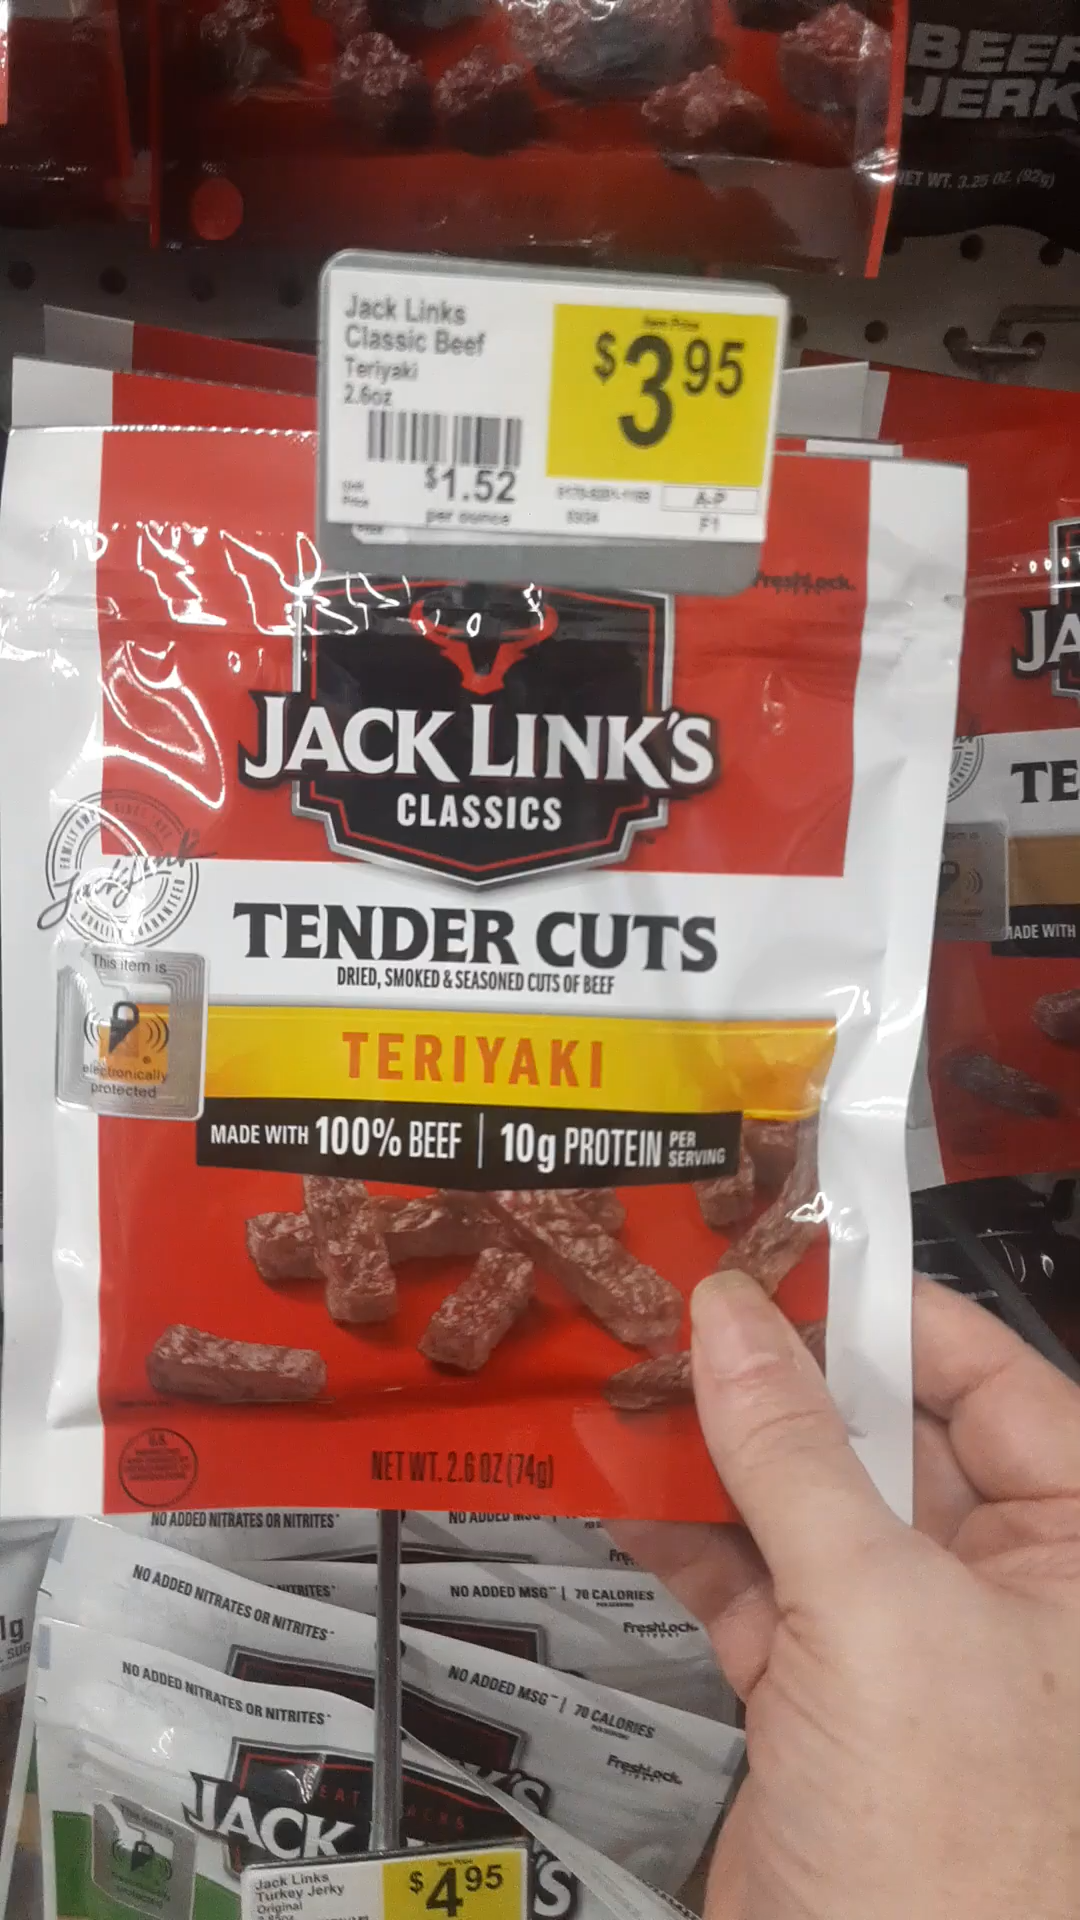 BEEF
JERK
NET WT. 3.25 OZ. (92g)
Jack Links
Classic Beef
Teriyaki
2.6oz
$3.95
Unit
Price
$1.52
per ounce
A-P
F1
FreshLock
JACK LINK'S
CLASSICS
JA
TE
TENDER CUTS
DRIED, SMOKED & SEASONED CUTS OF BEEF
This item is
electronically
protected
TERIYAKI
MADE WITH 100% BEEF | 10g PROTEIN PER SERVING
MADE WITH
NET WT. 2.6 OZ (74g)
NO ADDED NITRATES OR NITRITES*
NO ADDED NITRATES OR NITRITES*
NO ADDED MSG** | 70 CALORIES
FreshLock
NO ADDED NITRATES OR NITRITES*
NO ADDED MSG** | 70 CALORIES
FreshLock
JACK
Jack Links
Turkey Jerky
Original
$4.95